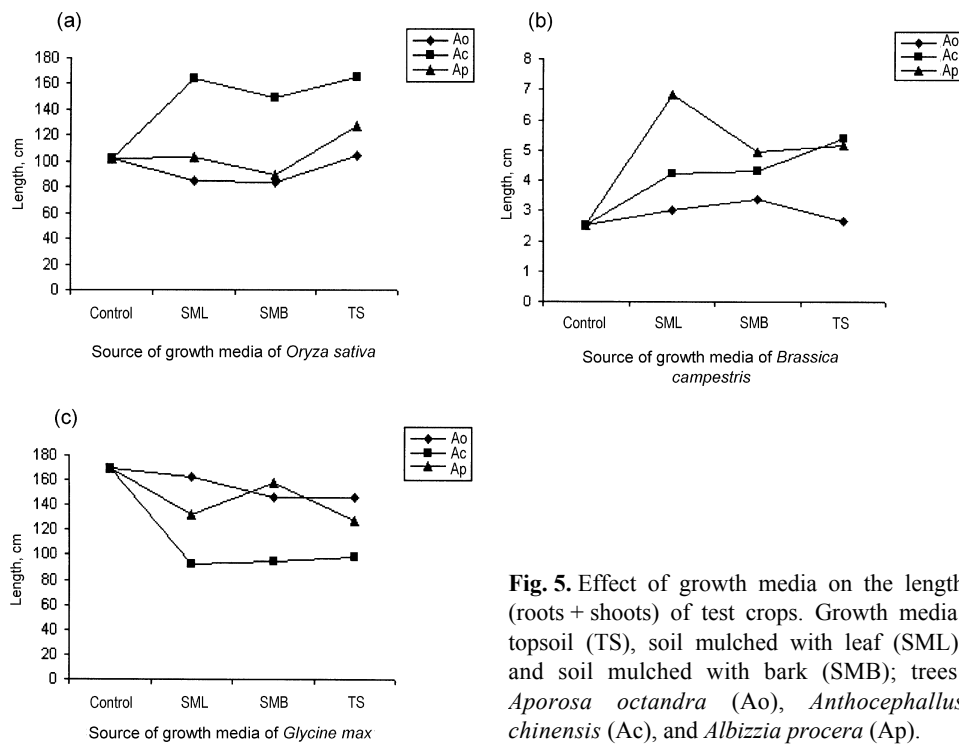 (a)
Ao
Ac
Ap
180
160
140
120
100
80
60
40
20
0
Length, cm
Control SML SMB TS
Source of growth media of Oryza sativa
(b)
Ao
Ac
Ap
8
7
6
5
4
3
2
1
0
Length, cm
Control SML SMB TS
Source of growth media of Brassica
campestris
(c)
Ao
Ac
Ap
180
160
140
120
100
80
60
40
20
0
Length, cm
Control SML SMB TS
Source of growth media of Glycine max
Fig. 5. Effect of growth media on the length
(roots + shoots) of test crops. Growth media
topsoil (TS), soil mulched with leaf (SML)
and soil mulched with bark (SMB); trees
Aporosa octandra (Ao), Anthocephallus
chinensis (Ac), and Albizzia procera (Ap).